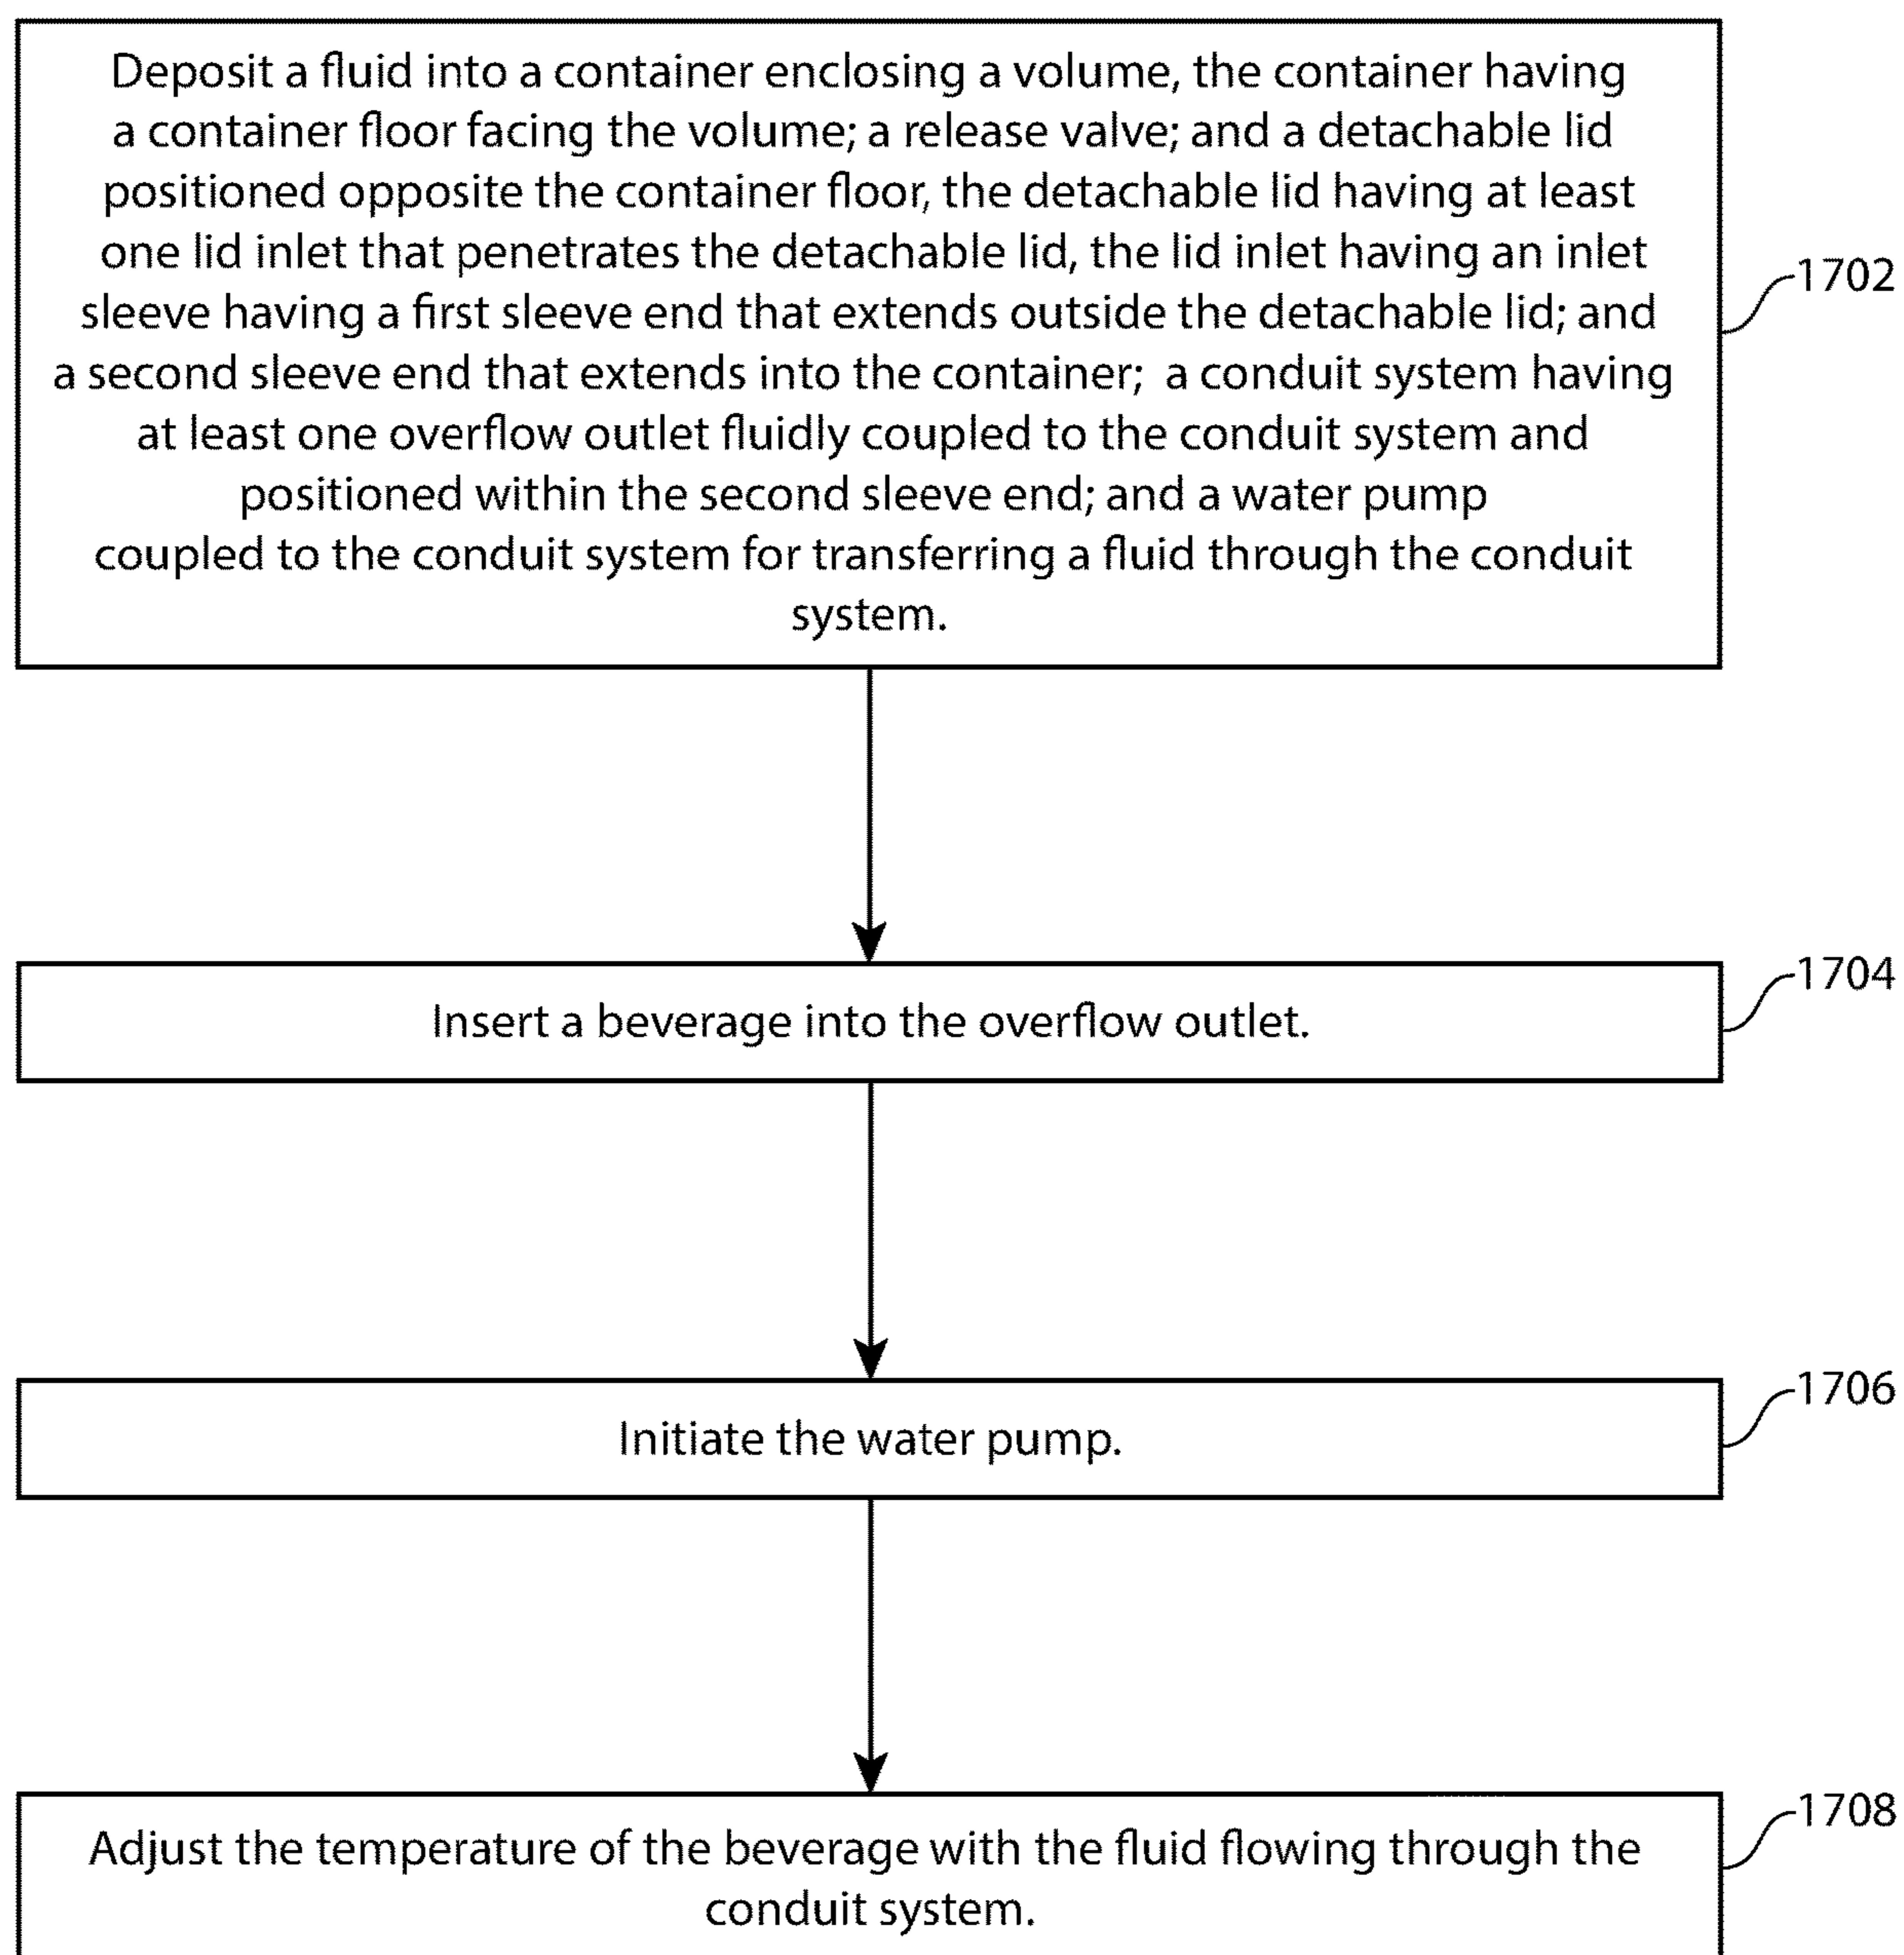 Deposit a fluid into a container enclosing a volume, the container having
a container floor facing the volume; a release valve; and a detachable lid
positioned opposite the container floor, the detachable lid having at least
one lid inlet that penetrates the detachable lid, the lid inlet having an inlet
sleeve having a first sleeve end that extends outside the detachable lid; and
a second sleeve end that extends into the container; a conduit system having
at least one overflow outlet fluidly coupled to the conduit system and
positioned within the second sleeve end; and a water pump
coupled to the conduit system for transferring a fluid through the conduit
system.
1702
Insert a beverage into the overflow outlet.
1704
Initiate the water pump.
1706
Adjust the temperature of the beverage with the fluid flowing through the
conduit system.
1708